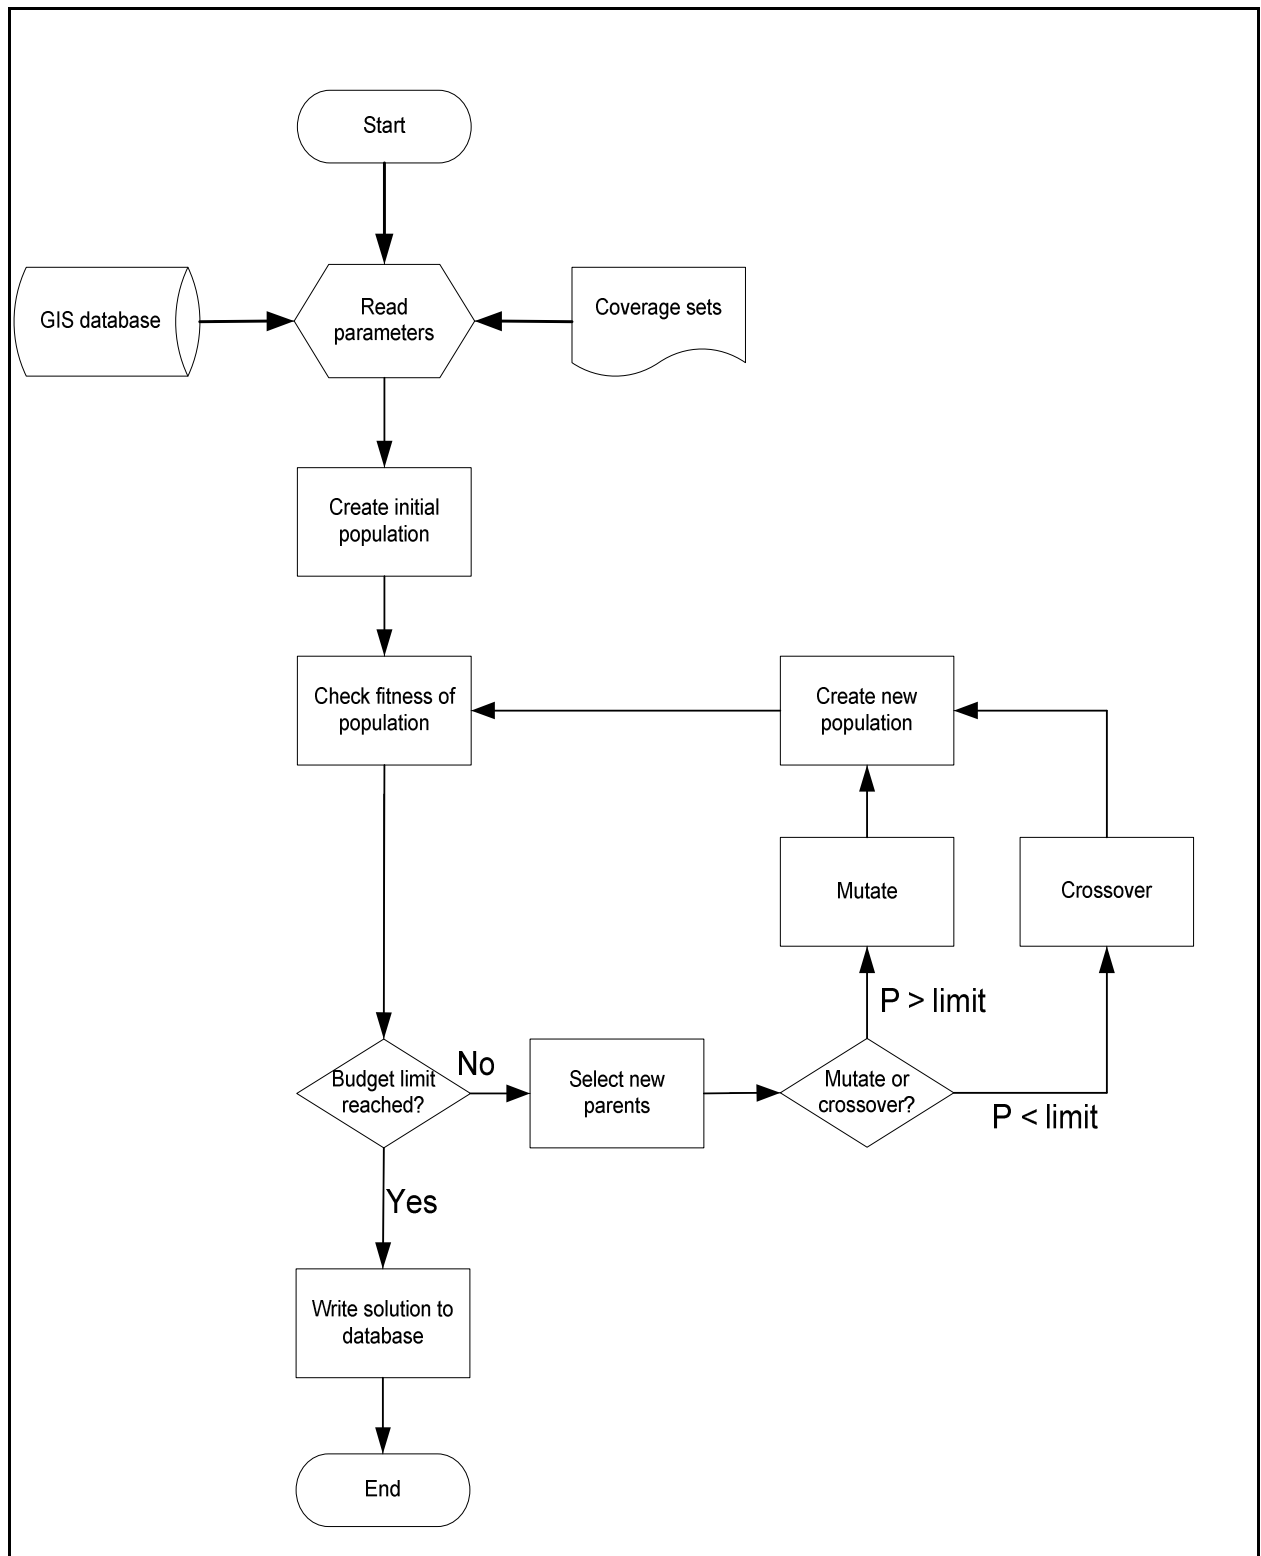 Start
GIS database
Read
parameters
Coverage sets
Create initial
population
Check fitness of
population
Create new
population
Mutate
Crossover
P > limit
No
Budget limit
reached?
Select new
parents
Mutate or
crossover?
P < limit
Yes
Write solution to
database
End